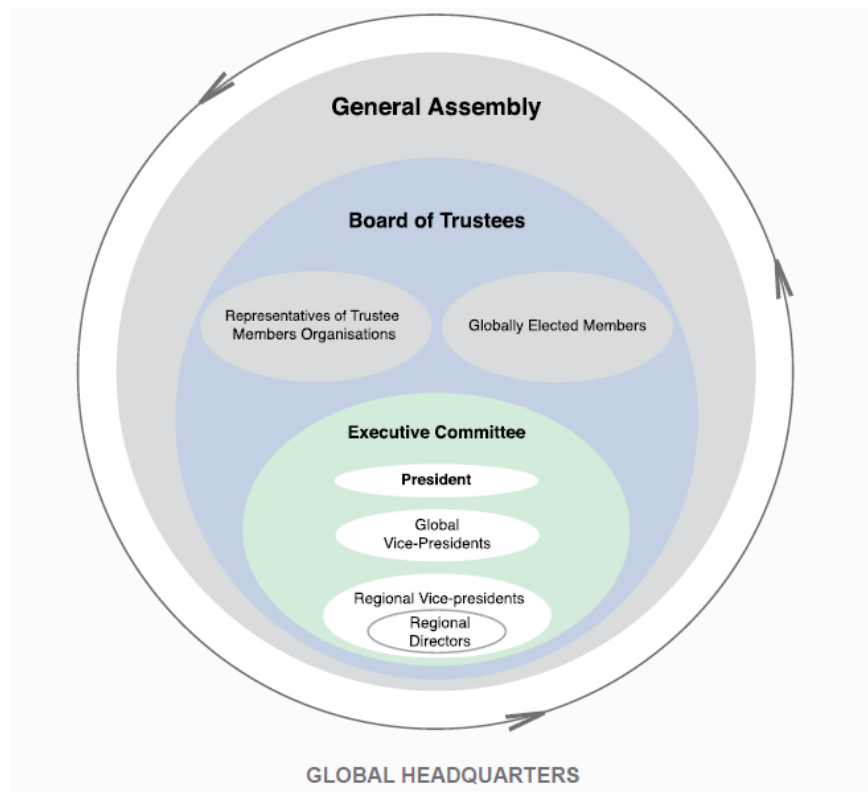 General Assembly
Board of Trustees
Representatives of Trustee
Members Organisations
Globally Elected Members
Executive Committee
President
Global
Vice-Presidents
Regional Vice-presidents
Regional
Directors
GLOBAL HEADQUARTERS